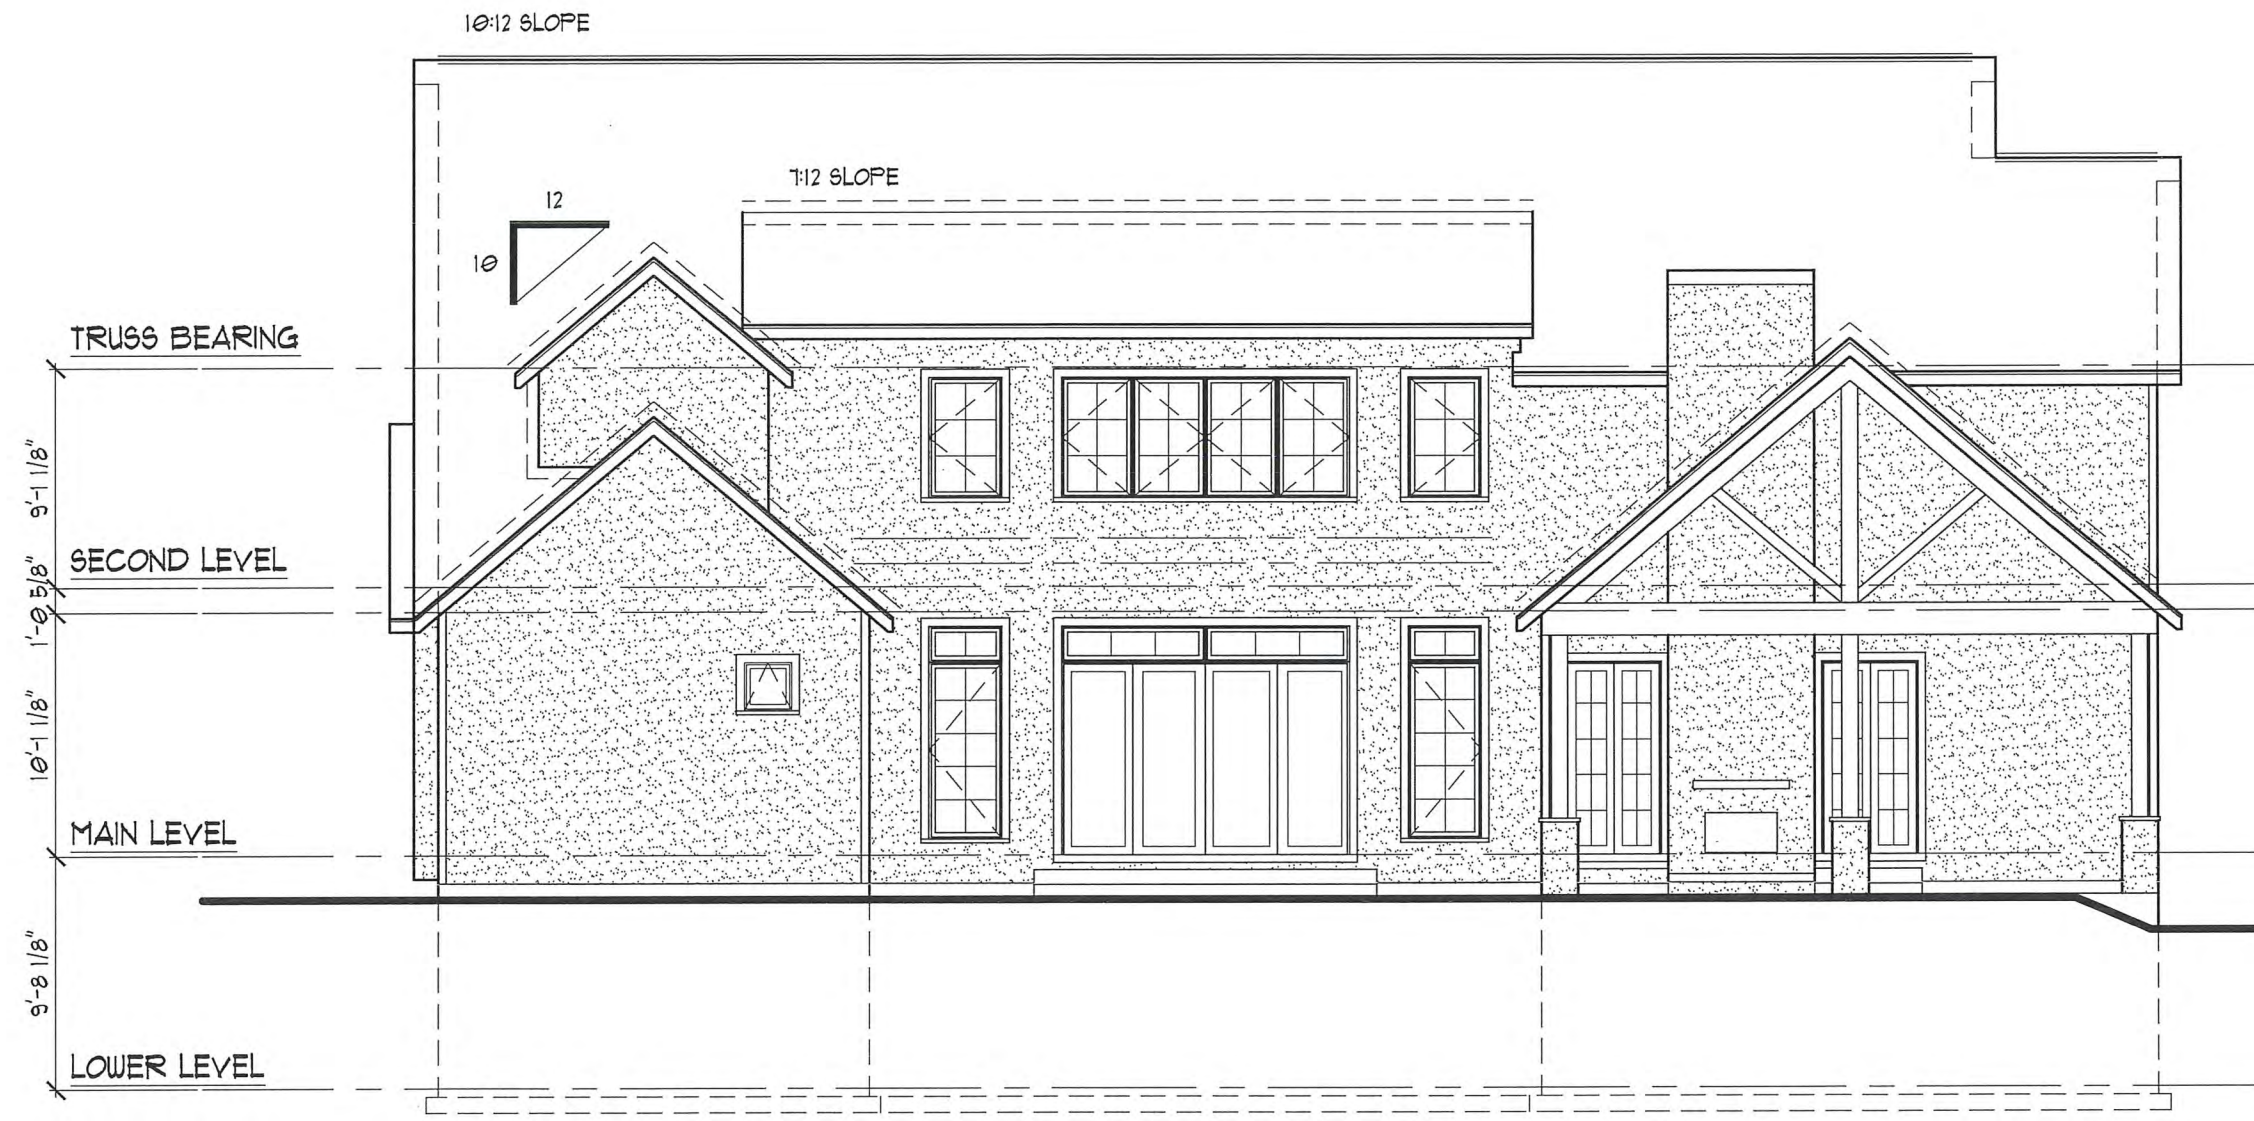 10:12 SLOPE
7:12 SLOPE
12
10
TRUSS BEARING
9'-1 1/8"
SECOND LEVEL
1'-0 5/8"
10'-1 1/8"
MAIN LEVEL
9'-8 1/8"
LOWER LEVEL